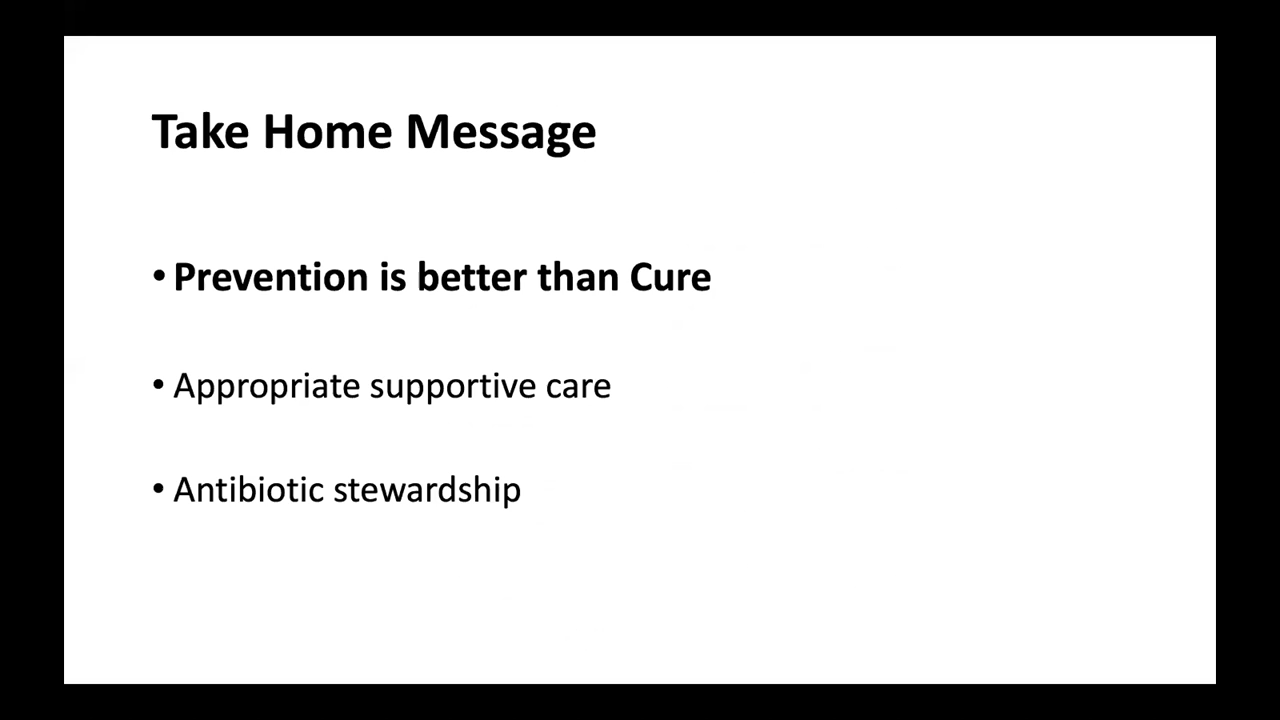 Take Home Message
• Prevention is better than Cure
• Appropriate supportive care
• Antibiotic stewardship